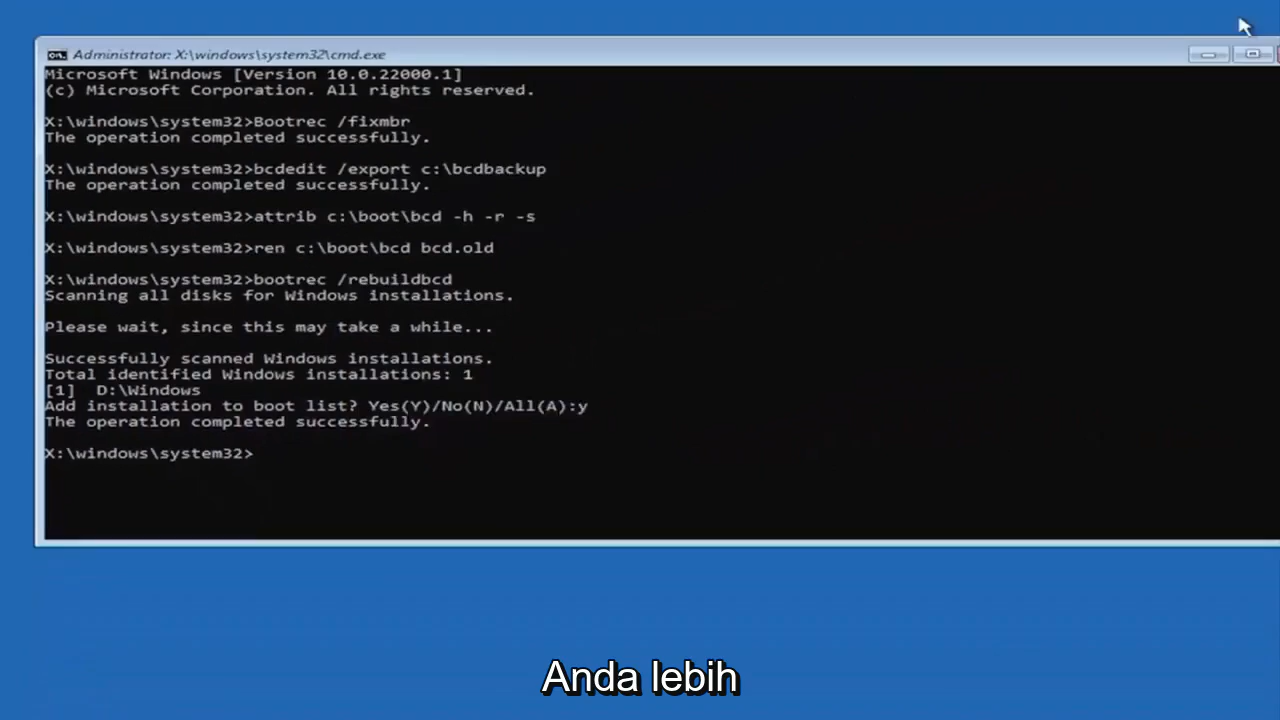 Administrator: X:\windows\system32\cmd.exe
Microsoft Windows [Version 10.0.22000.1]
(c) Microsoft Corporation. All rights reserved.
X:\windows\system32>Bootrec /fixmbr
The operation completed successfully.
X:\windows\system32>bcdedit /export c:\bcdbackup
The operation completed successfully.
X:\windows\system32>attrib c:\boot\bcd -h -r -s
X:\windows\system32>ren c:\boot\bcd bcd.old
X:\windows\system32>bootrec /rebuildbcd
Scanning all disks for Windows installations.
Please wait, since this may take a while...
Successfully scanned Windows installations.
Total identified Windows installations: 1
[1]  D:\Windows
Add installation to boot list? Yes(Y)/No(N)/All(A):y
The operation completed successfully.
X:\windows\system32>
Anda lebih